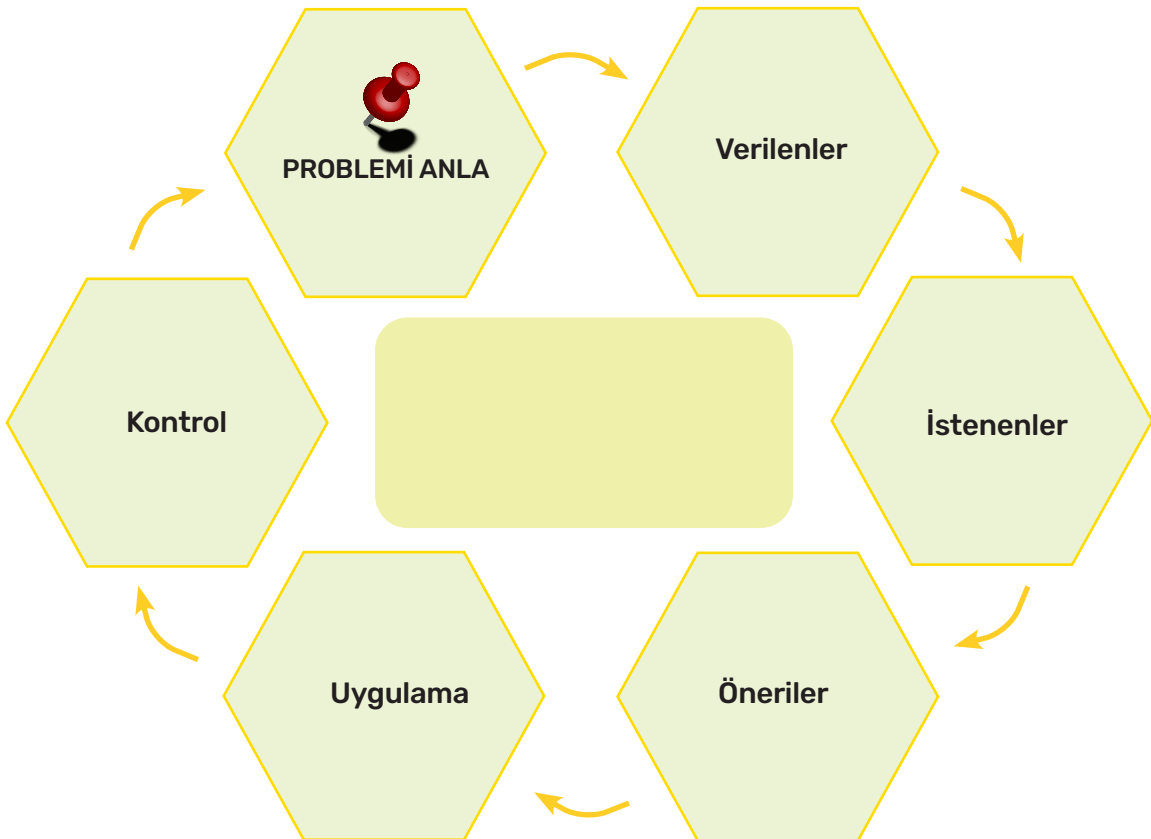 PROBLEMİ ANLA
Verilenler
İstenenler
Öneriler
Uygulama
Kontrol